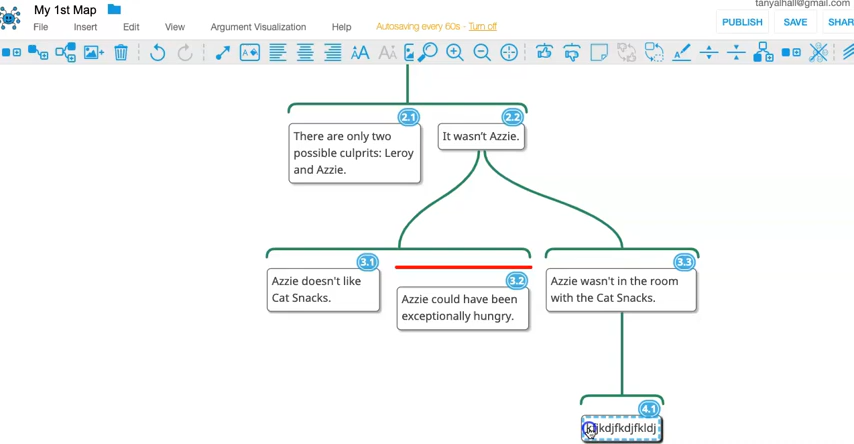 tanyalhall@gmail.com
My 1st Map
File Insert Edit View Argument Visualization Help Autosaving every 60s - Turn off
PUBLISH SAVE SHAR
2.1
There are only two
possible culprits: Leroy
and Azzie.
2.2
It wasn't Azzie.
3.1
Azzie doesn't like
Cat Snacks.
3.2
Azzie could have been
exceptionally hungry.
3.3
Azzie wasn't in the room
with the Cat Snacks.
4.1